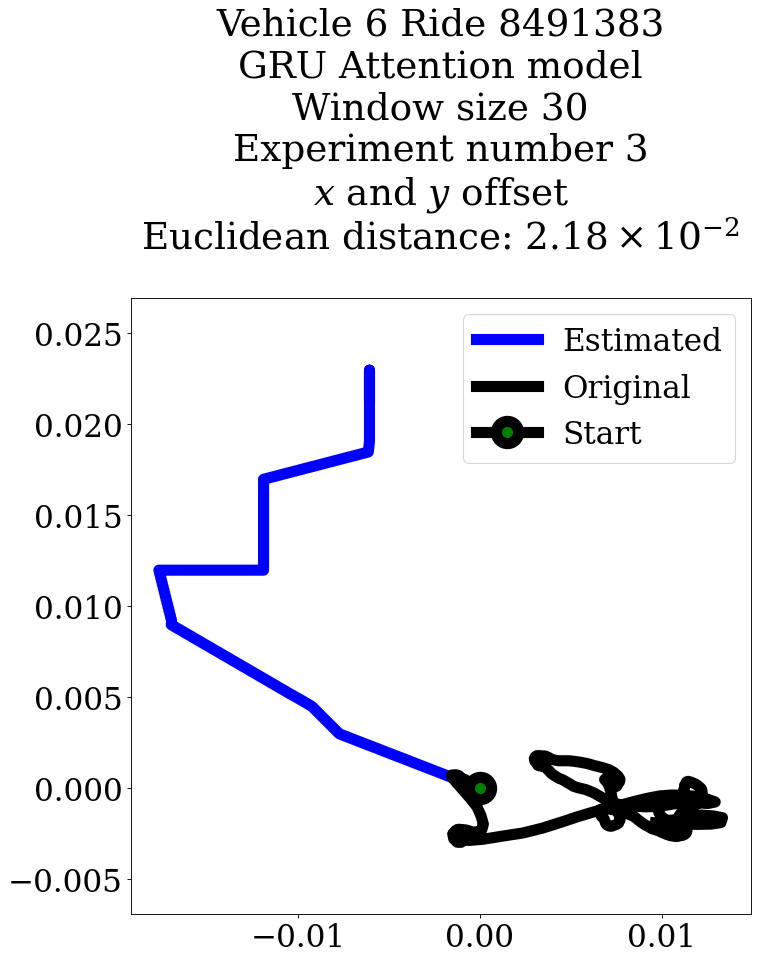 Vehicle 6 Ride 8491383
GRU Attention model
Window size 30
Experiment number 3
x and y offset
Euclidean distance: 2.18 × 10⁻²
Estimated
Original
Start
0.025
0.020
0.015
0.010
0.005
0.000
−0.005
−0.01
0.00
0.01